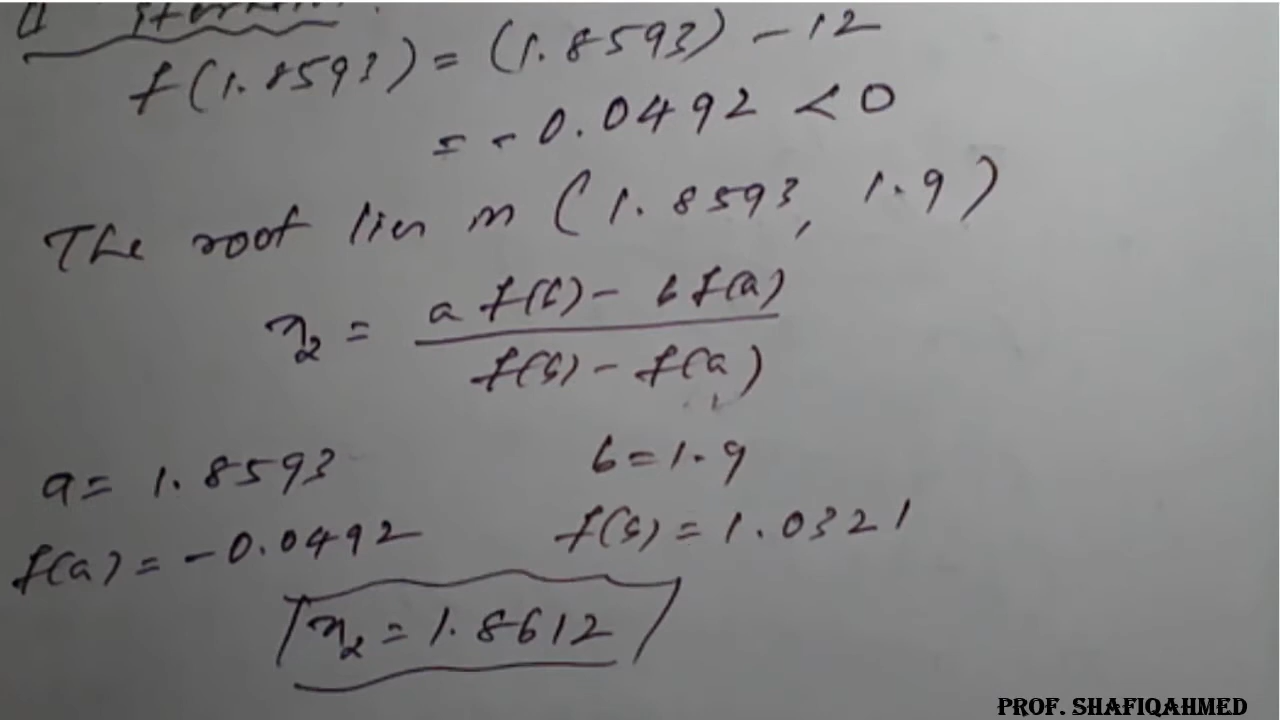 II
f(1.8593) = (1.8593) - 12
= -0.0492 < 0
The root lies in (1.8593, 1.9)
x₂ = a f(b) - b f(a) / f(b) - f(a)
a = 1.8593 b = 1.9
f(a) = -0.0492 f(b) = 1.0321
x₂ = 1.8612
PROF. SHAFIQAHMED